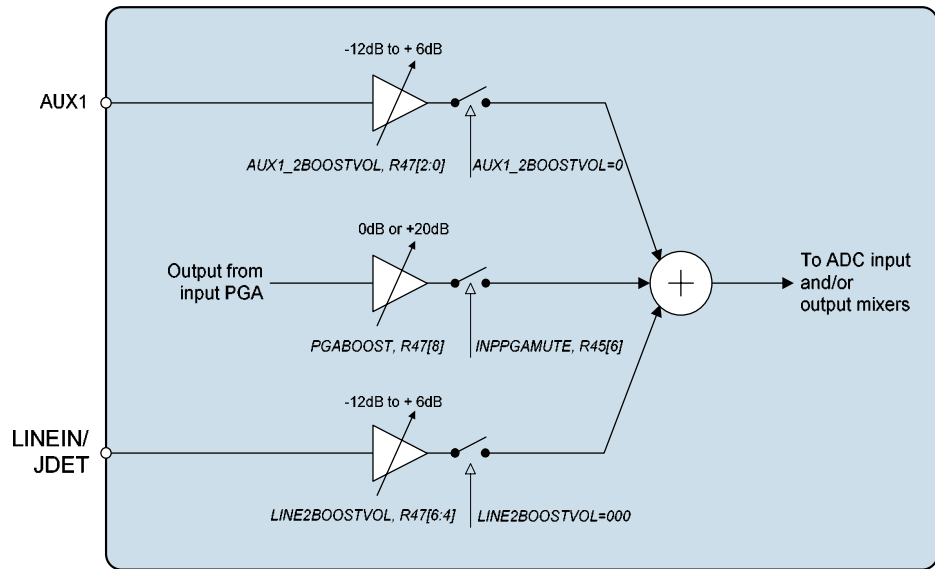 -12dB to + 6dB
AUX1
AUX1_2BOOSTVOL, R47[2:0]
AUX1_2BOOSTVOL=0
0dB or +20dB
Output from
input PGA
To ADC input
and/or
output mixers
PGABOOST, R47[8]
INPPGAMUTE, R45[6]
-12dB to + 6dB
LINEIN/
JDET
LINE2BOOSTVOL, R47[6:4]
LINE2BOOSTVOL=000